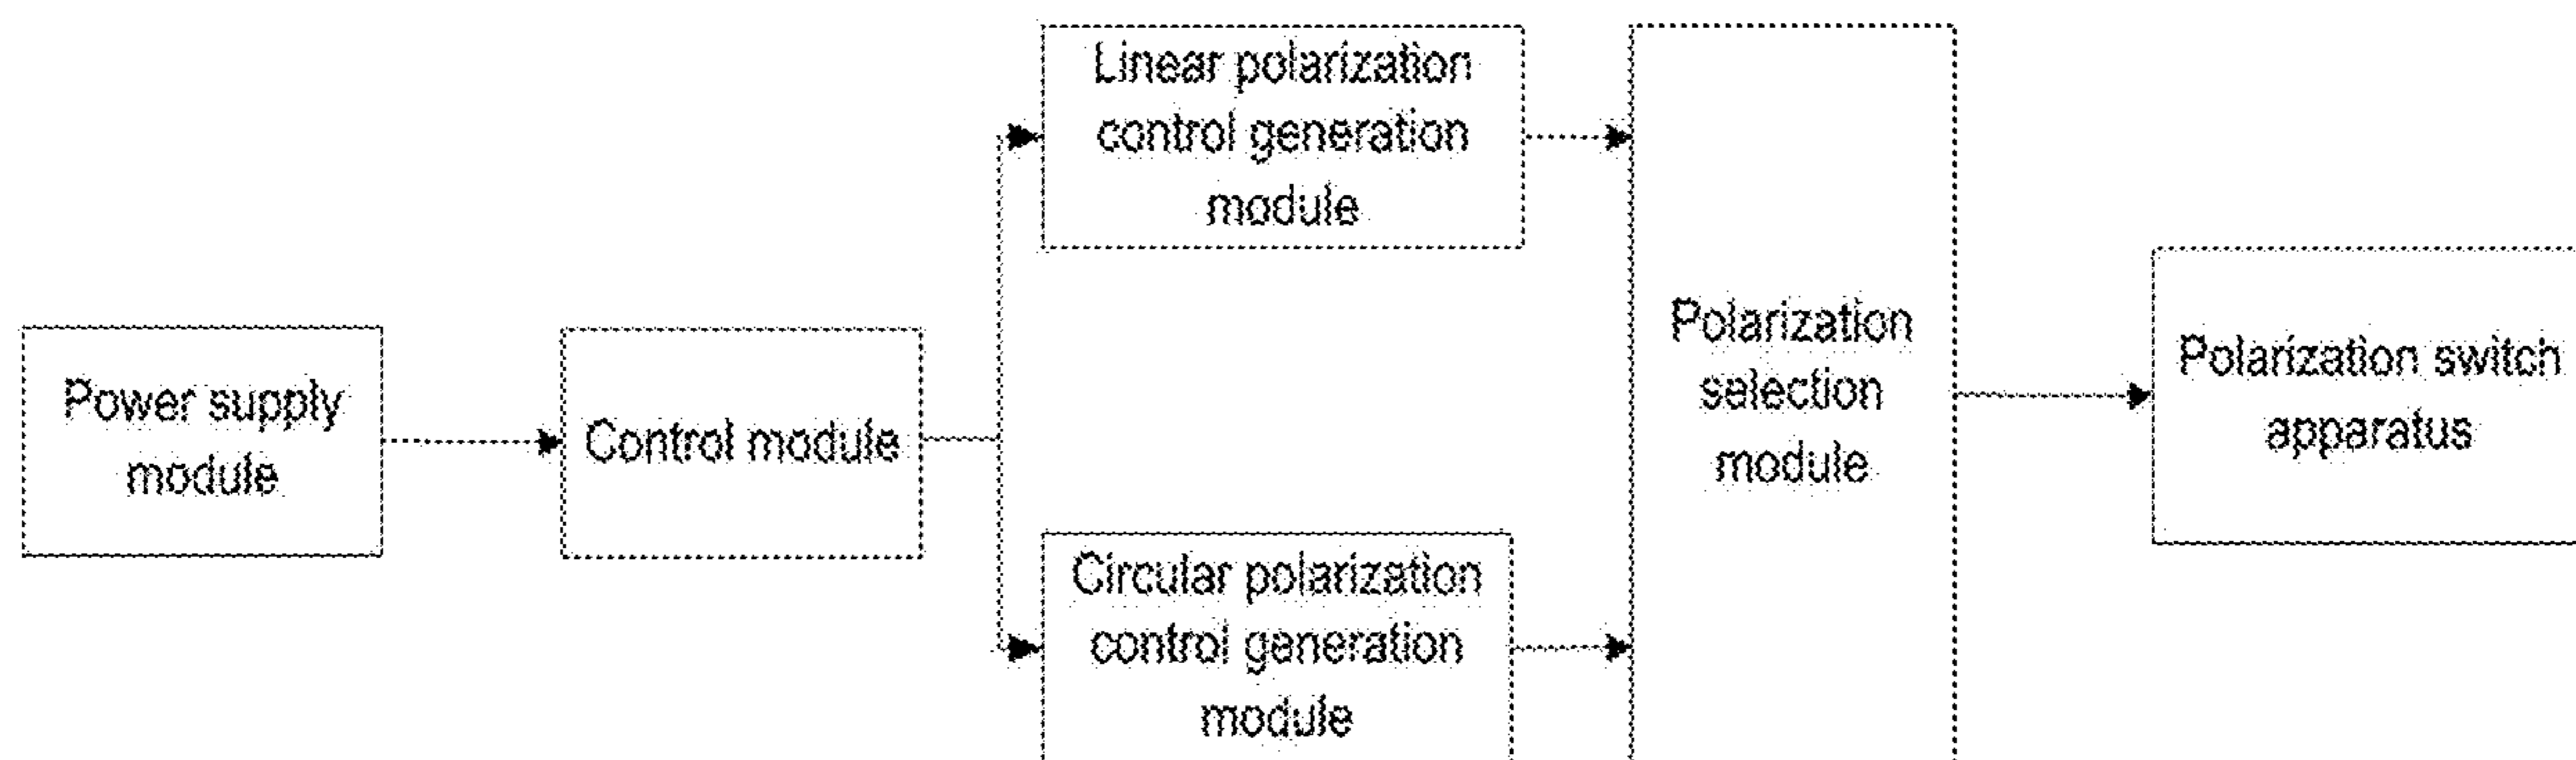 Power supply
module
Control module
Linear polarization
control generation
module
Circular polarization
control generation
module
Polarization
selection
module
Polarization switch
apparatus